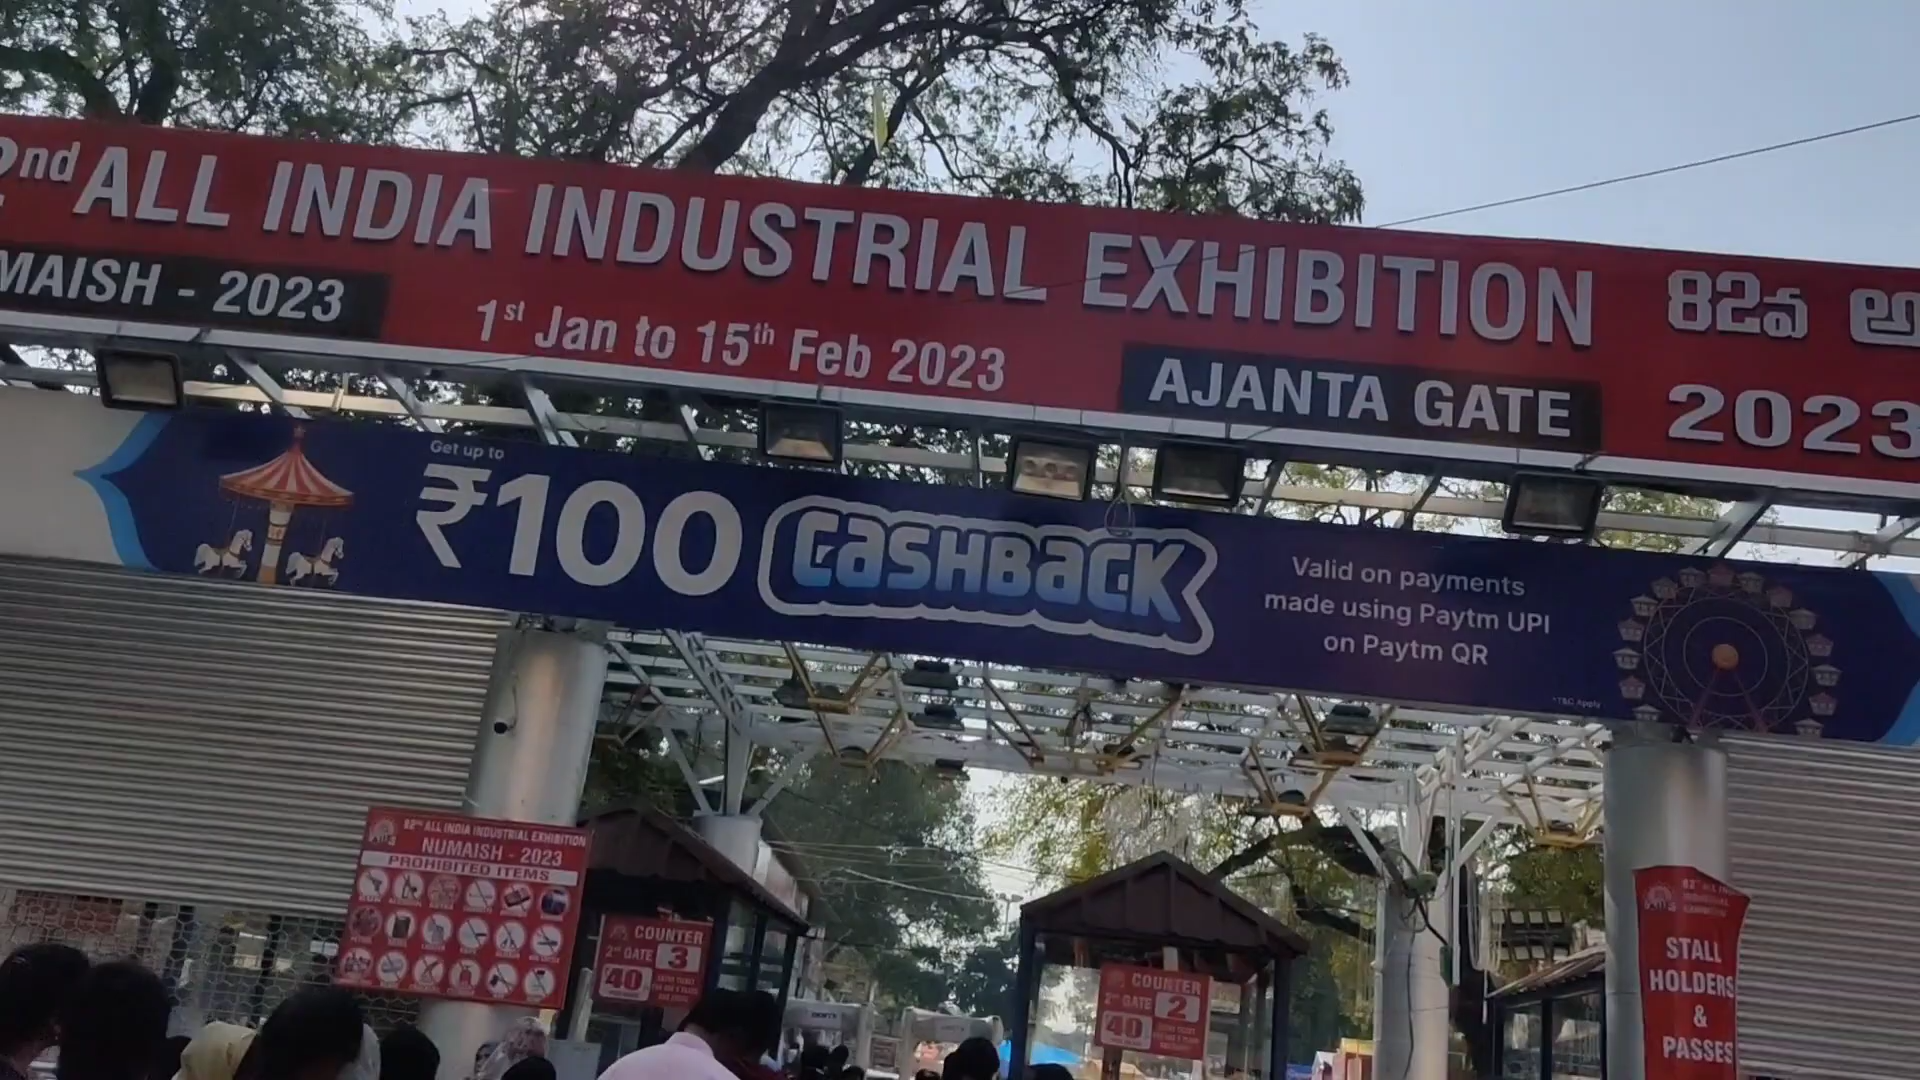 2nd ALL INDIA INDUSTRIAL EXHIBITION
82వ
MAISH - 2023
1st Jan to 15th Feb 2023
AJANTA GATE
2023
Get up to
₹100 CASHBACK
Valid on payments
made using Paytm UPI
on Paytm QR
*T&C Apply
82nd ALL INDIA INDUSTRIAL EXHIBITION
NUMAISH - 2023
PROHIBITED ITEMS
COUNTER
GATE 3
40
COUNTER
GATE 2
40
STALL
HOLDERS
&
PASSES